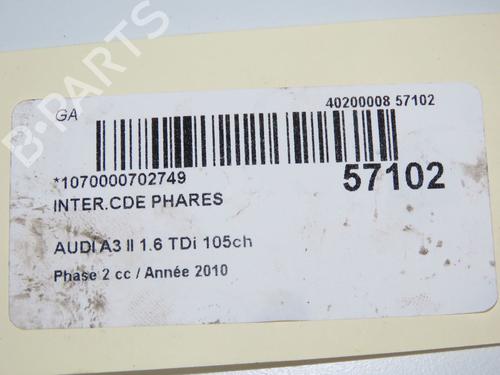 B-PARTS
GA
40200008 57102
*1070000702749
57102
INTER.CDE PHARES
AUDI A3 II 1.6 TDi 105ch
Phase 2 cc / Année 2010